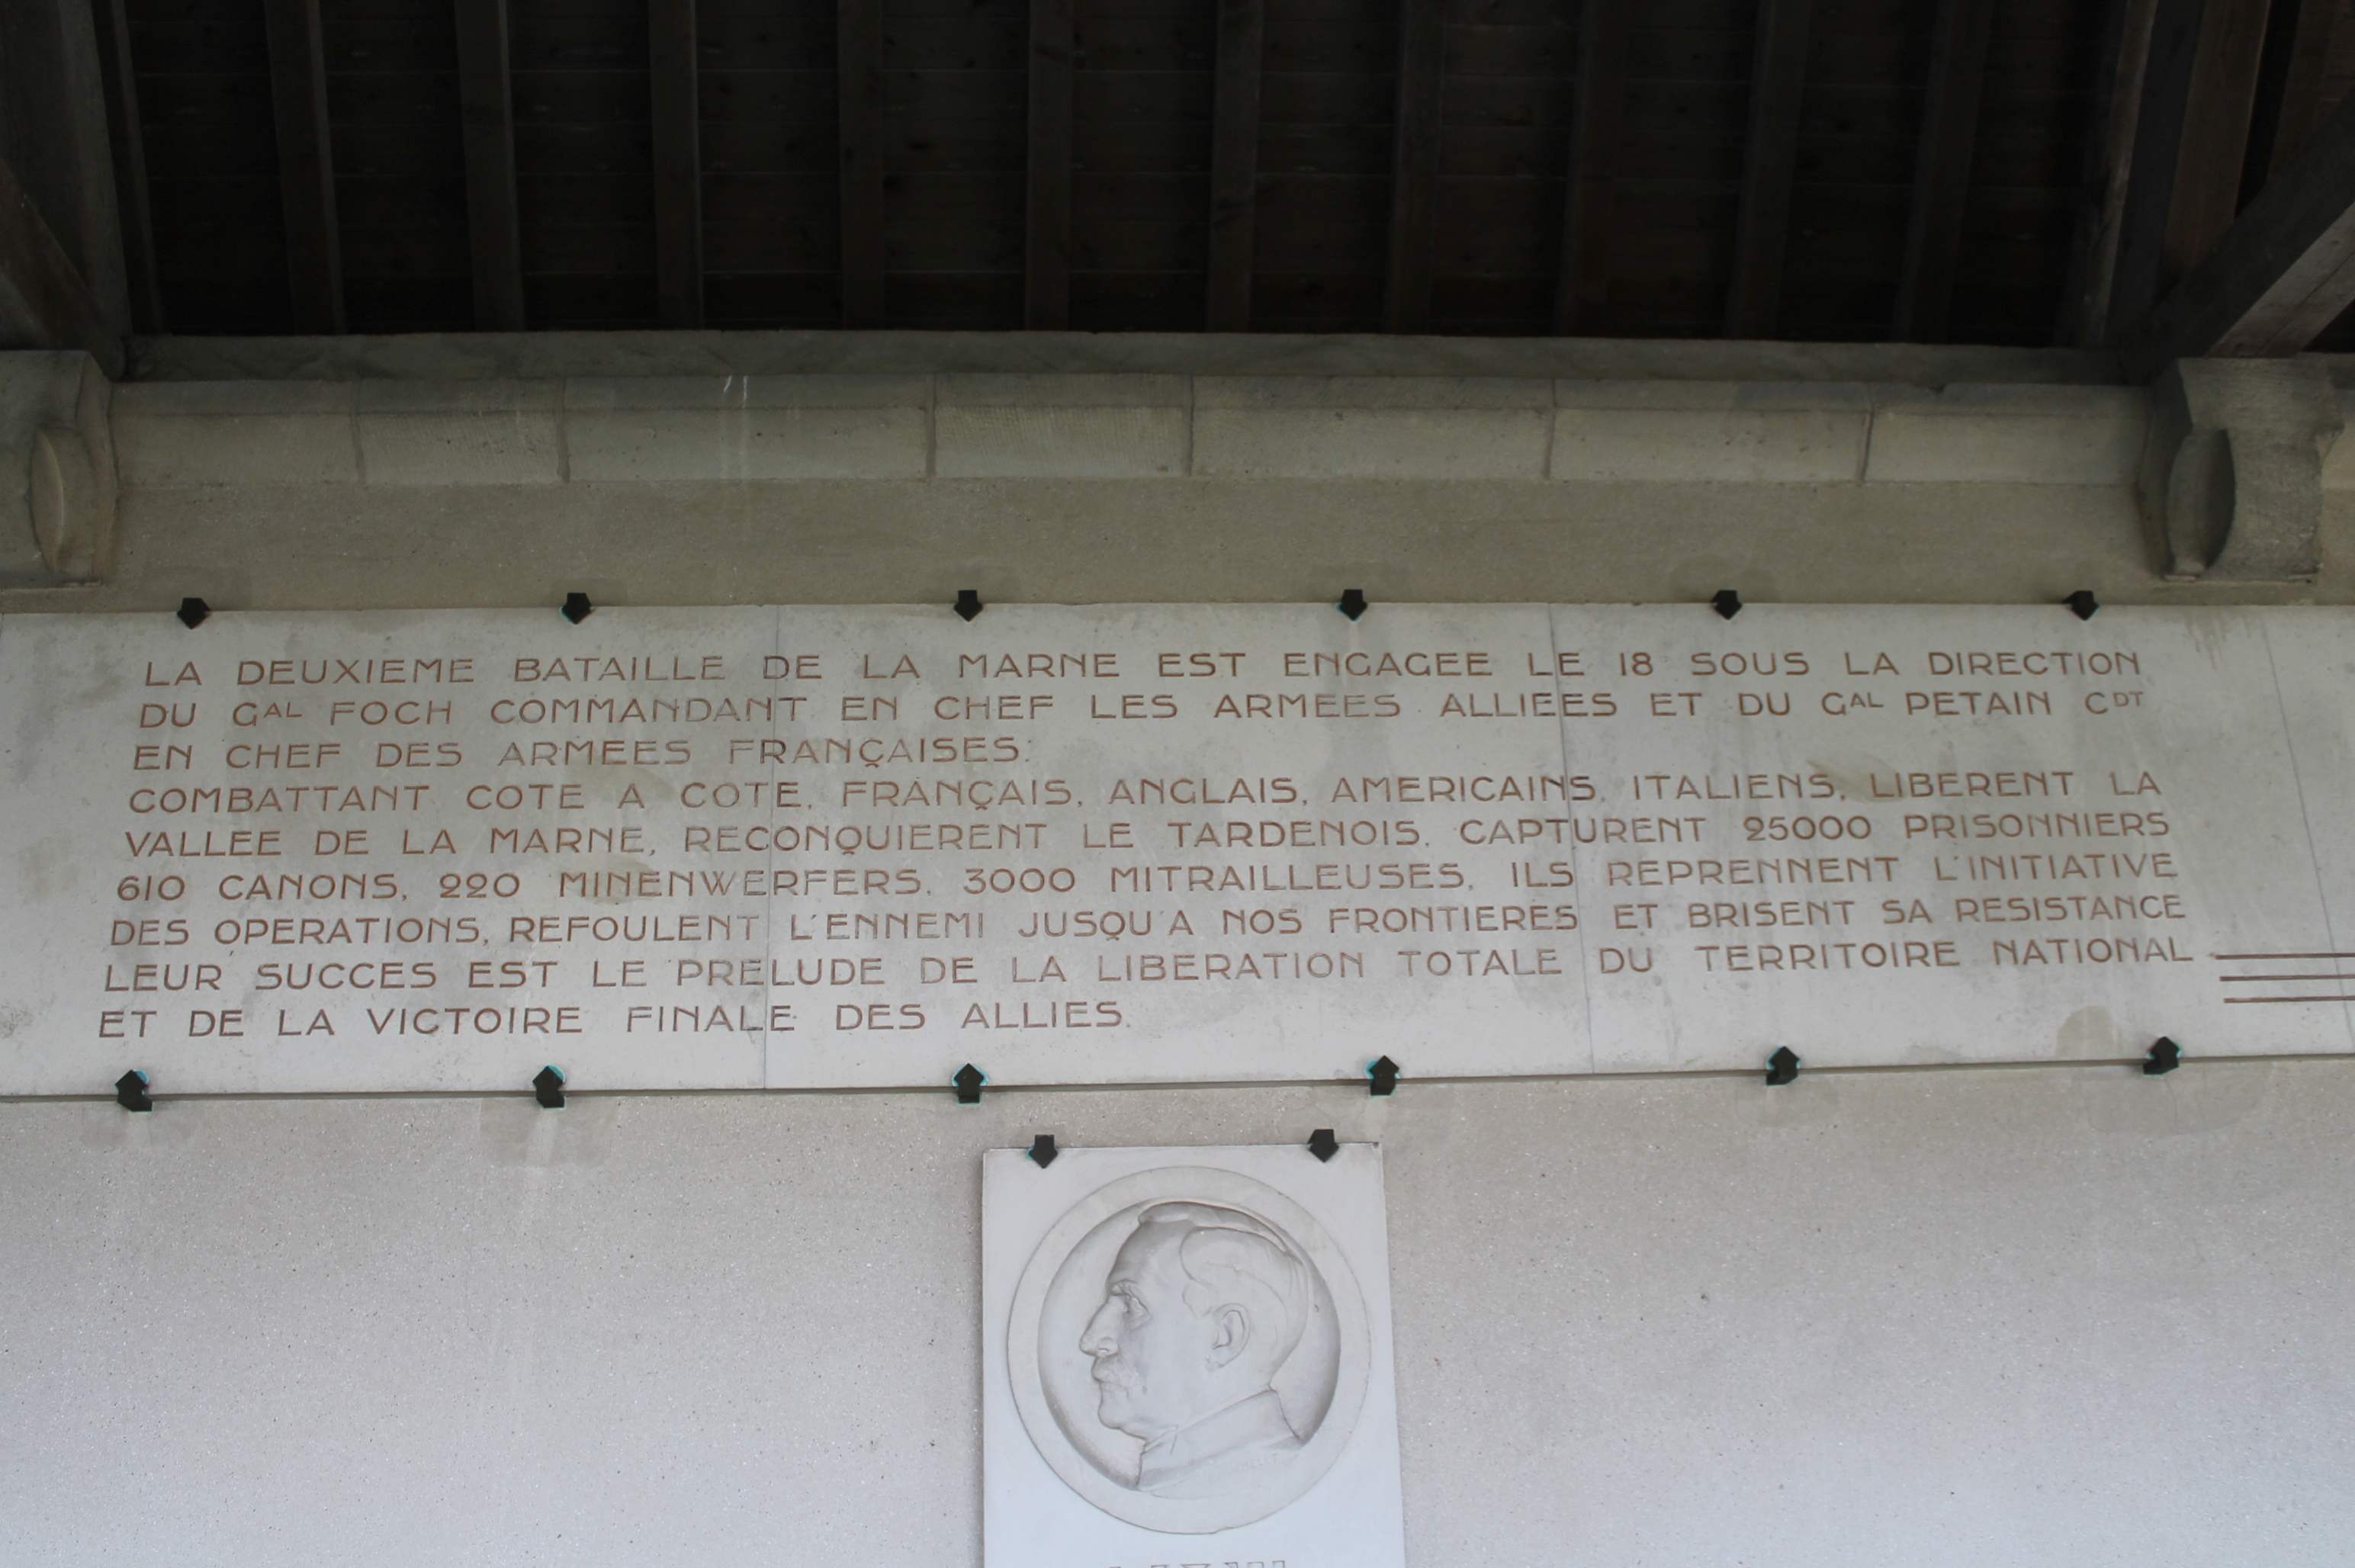 LA DEUXIEME BATAILLE DE LA MARNE EST ENGAGEE LE 18 SOUS LA DIRECTION
DU GAL FOCH COMMANDANT EN CHEF LES ARMEES ALLIEES ET DU GAL PETAIN CDT
EN CHEF DES ARMEES FRANÇAISES.
COMBATTANT COTE A COTE, FRANÇAIS, ANGLAIS, AMERICAINS, ITALIENS, LIBERENT LA
VALLEE DE LA MARNE, RECONQUIERENT LE TARDENOIS, CAPTURENT 25000 PRISONNIERS
610 CANONS, 220 MINENWERFERS, 3000 MITRAILLEUSES, ILS REPRENNENT L'INITIATIVE
DES OPERATIONS, REFOULENT L'ENNEMI JUSQU'A NOS FRONTIERES ET BRISENT SA RESISTANCE
LEUR SUCCES EST LE PRELUDE DE LA LIBERATION TOTALE DU TERRITOIRE NATIONAL
ET DE LA VICTOIRE FINALE DES ALLIES.